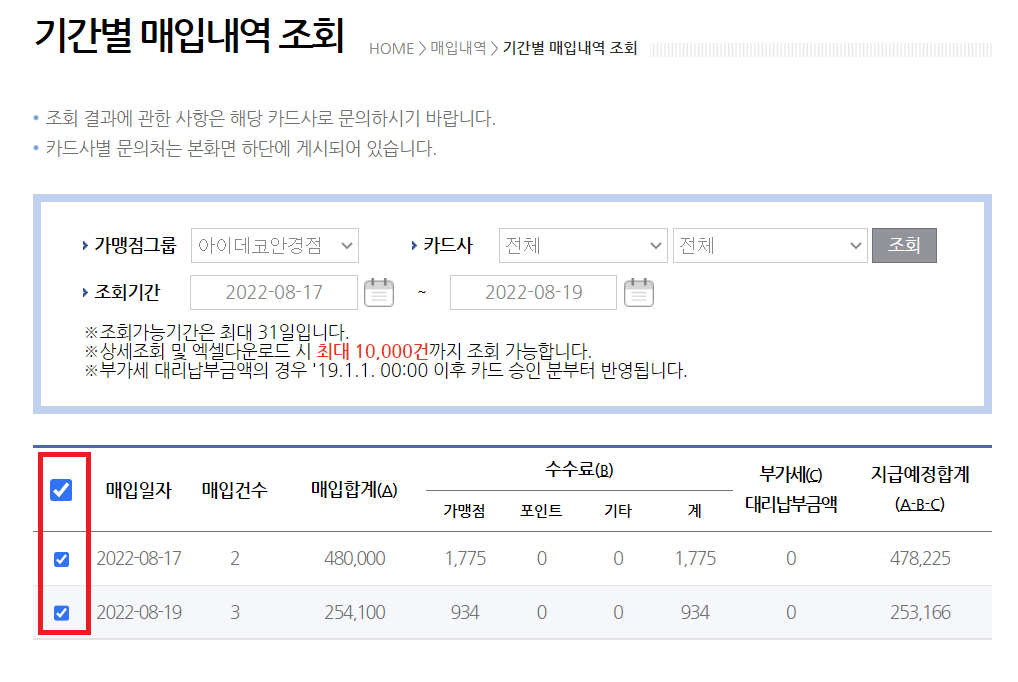 기간별 매입내역 조회
HOME > 매입내역 > 기간별 매입내역 조회
• 조회 결과에 관한 사항은 해당 카드사로 문의하시기 바랍니다.
• 카드사별 문의처는 본화면 하단에 게시되어 있습니다.
가맹점그룹 아이데코안경점 카드사 전체 전체 조회
조회기간 2022-08-17 ~ 2022-08-19
※조회가능기간은 최대 31일입니다.
※상세조회 및 엑셀다운로드 시 최대 10,000건까지 조회 가능합니다.
※부가세 대리납부금액의 경우 '19.1.1. 00:00 이후 카드 승인 분부터 반영됩니다.
매입일자 매입건수 매입합계(A) 수수료(B) 부가세(C) 지급예정합계
가맹점 포인트 기타 계 대리납부금액 (A-B-C)
2022-08-17 2 480,000 1,775 0 0 1,775 0 478,225
2022-08-19 3 254,100 934 0 0 934 0 253,166